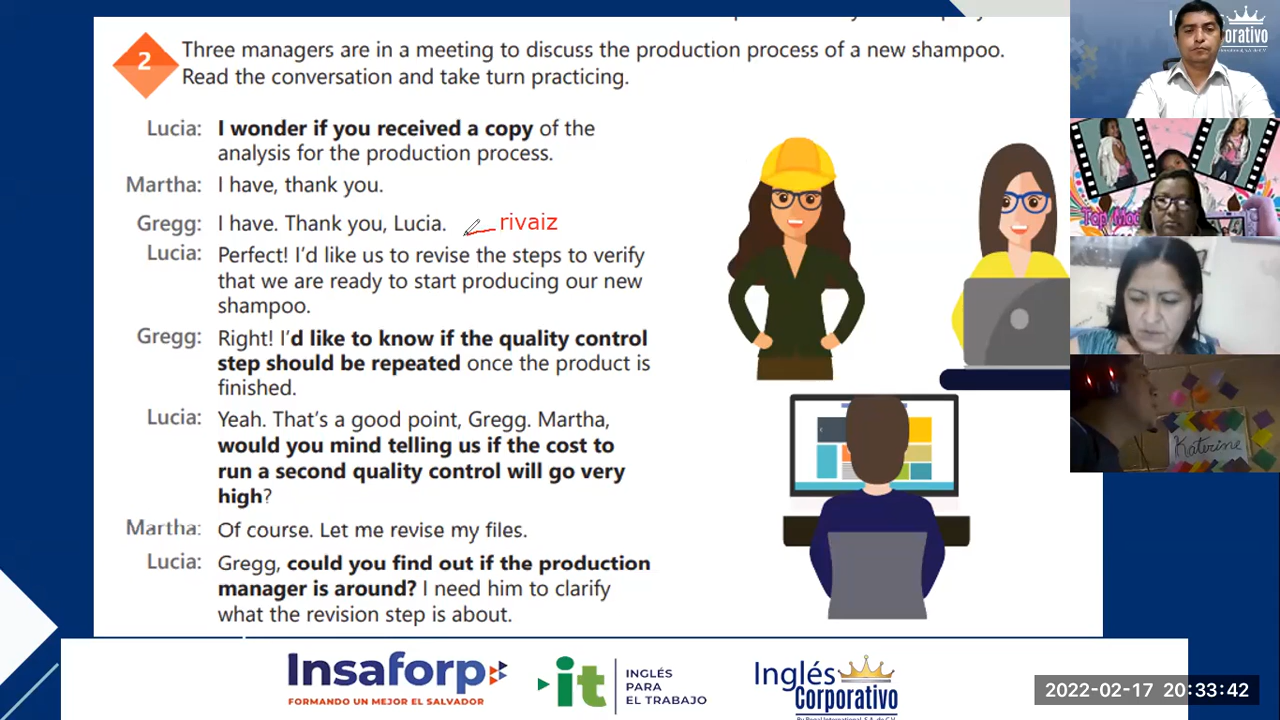 2
Three managers are in a meeting to discuss the production process of a new shampoo.
Read the conversation and take turn practicing.
Lucia: I wonder if you received a copy of the
analysis for the production process.
Martha: I have, thank you.
Gregg: I have. Thank you, Lucia. rivaiz
Lucia: Perfect! I'd like us to revise the steps to verify
that we are ready to start producing our new
shampoo.
Gregg: Right! I'd like to know if the quality control
step should be repeated once the product is
finished.
Lucia: Yeah. That's a good point, Gregg. Martha,
would you mind telling us if the cost to
run a second quality control will go very
high?
Martha: Of course. Let me revise my files.
Lucia: Gregg, could you find out if the production
manager is around? I need him to clarify
what the revision step is about.
Insaforp
FORMANDO UN MEJOR EL SALVADOR
it
INGLÉS
PARA
EL TRABAJO
Inglés
Corporativo
Katerine
2022-02-17 20:33:42